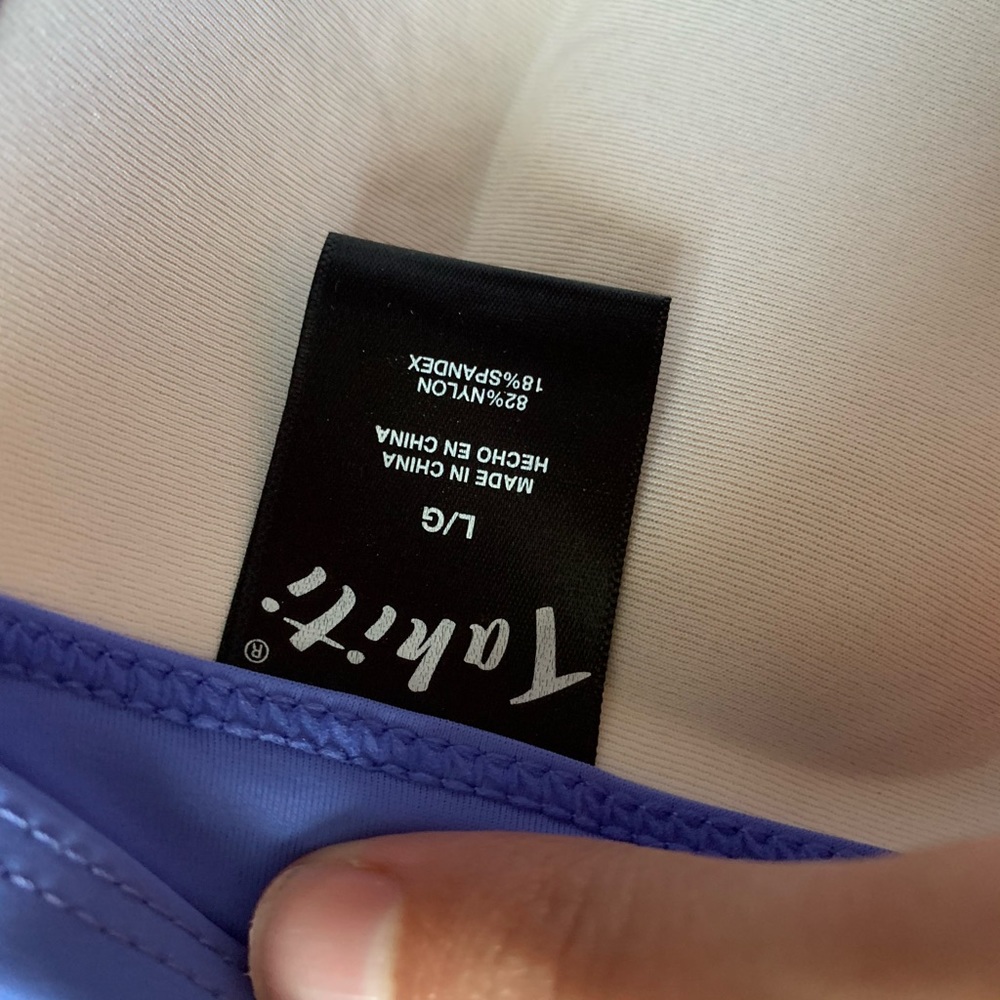 Tahiti ®
L/G
MADE IN CHINA
HECHO EN CHINA
82%NYLON
18%SPANDEX